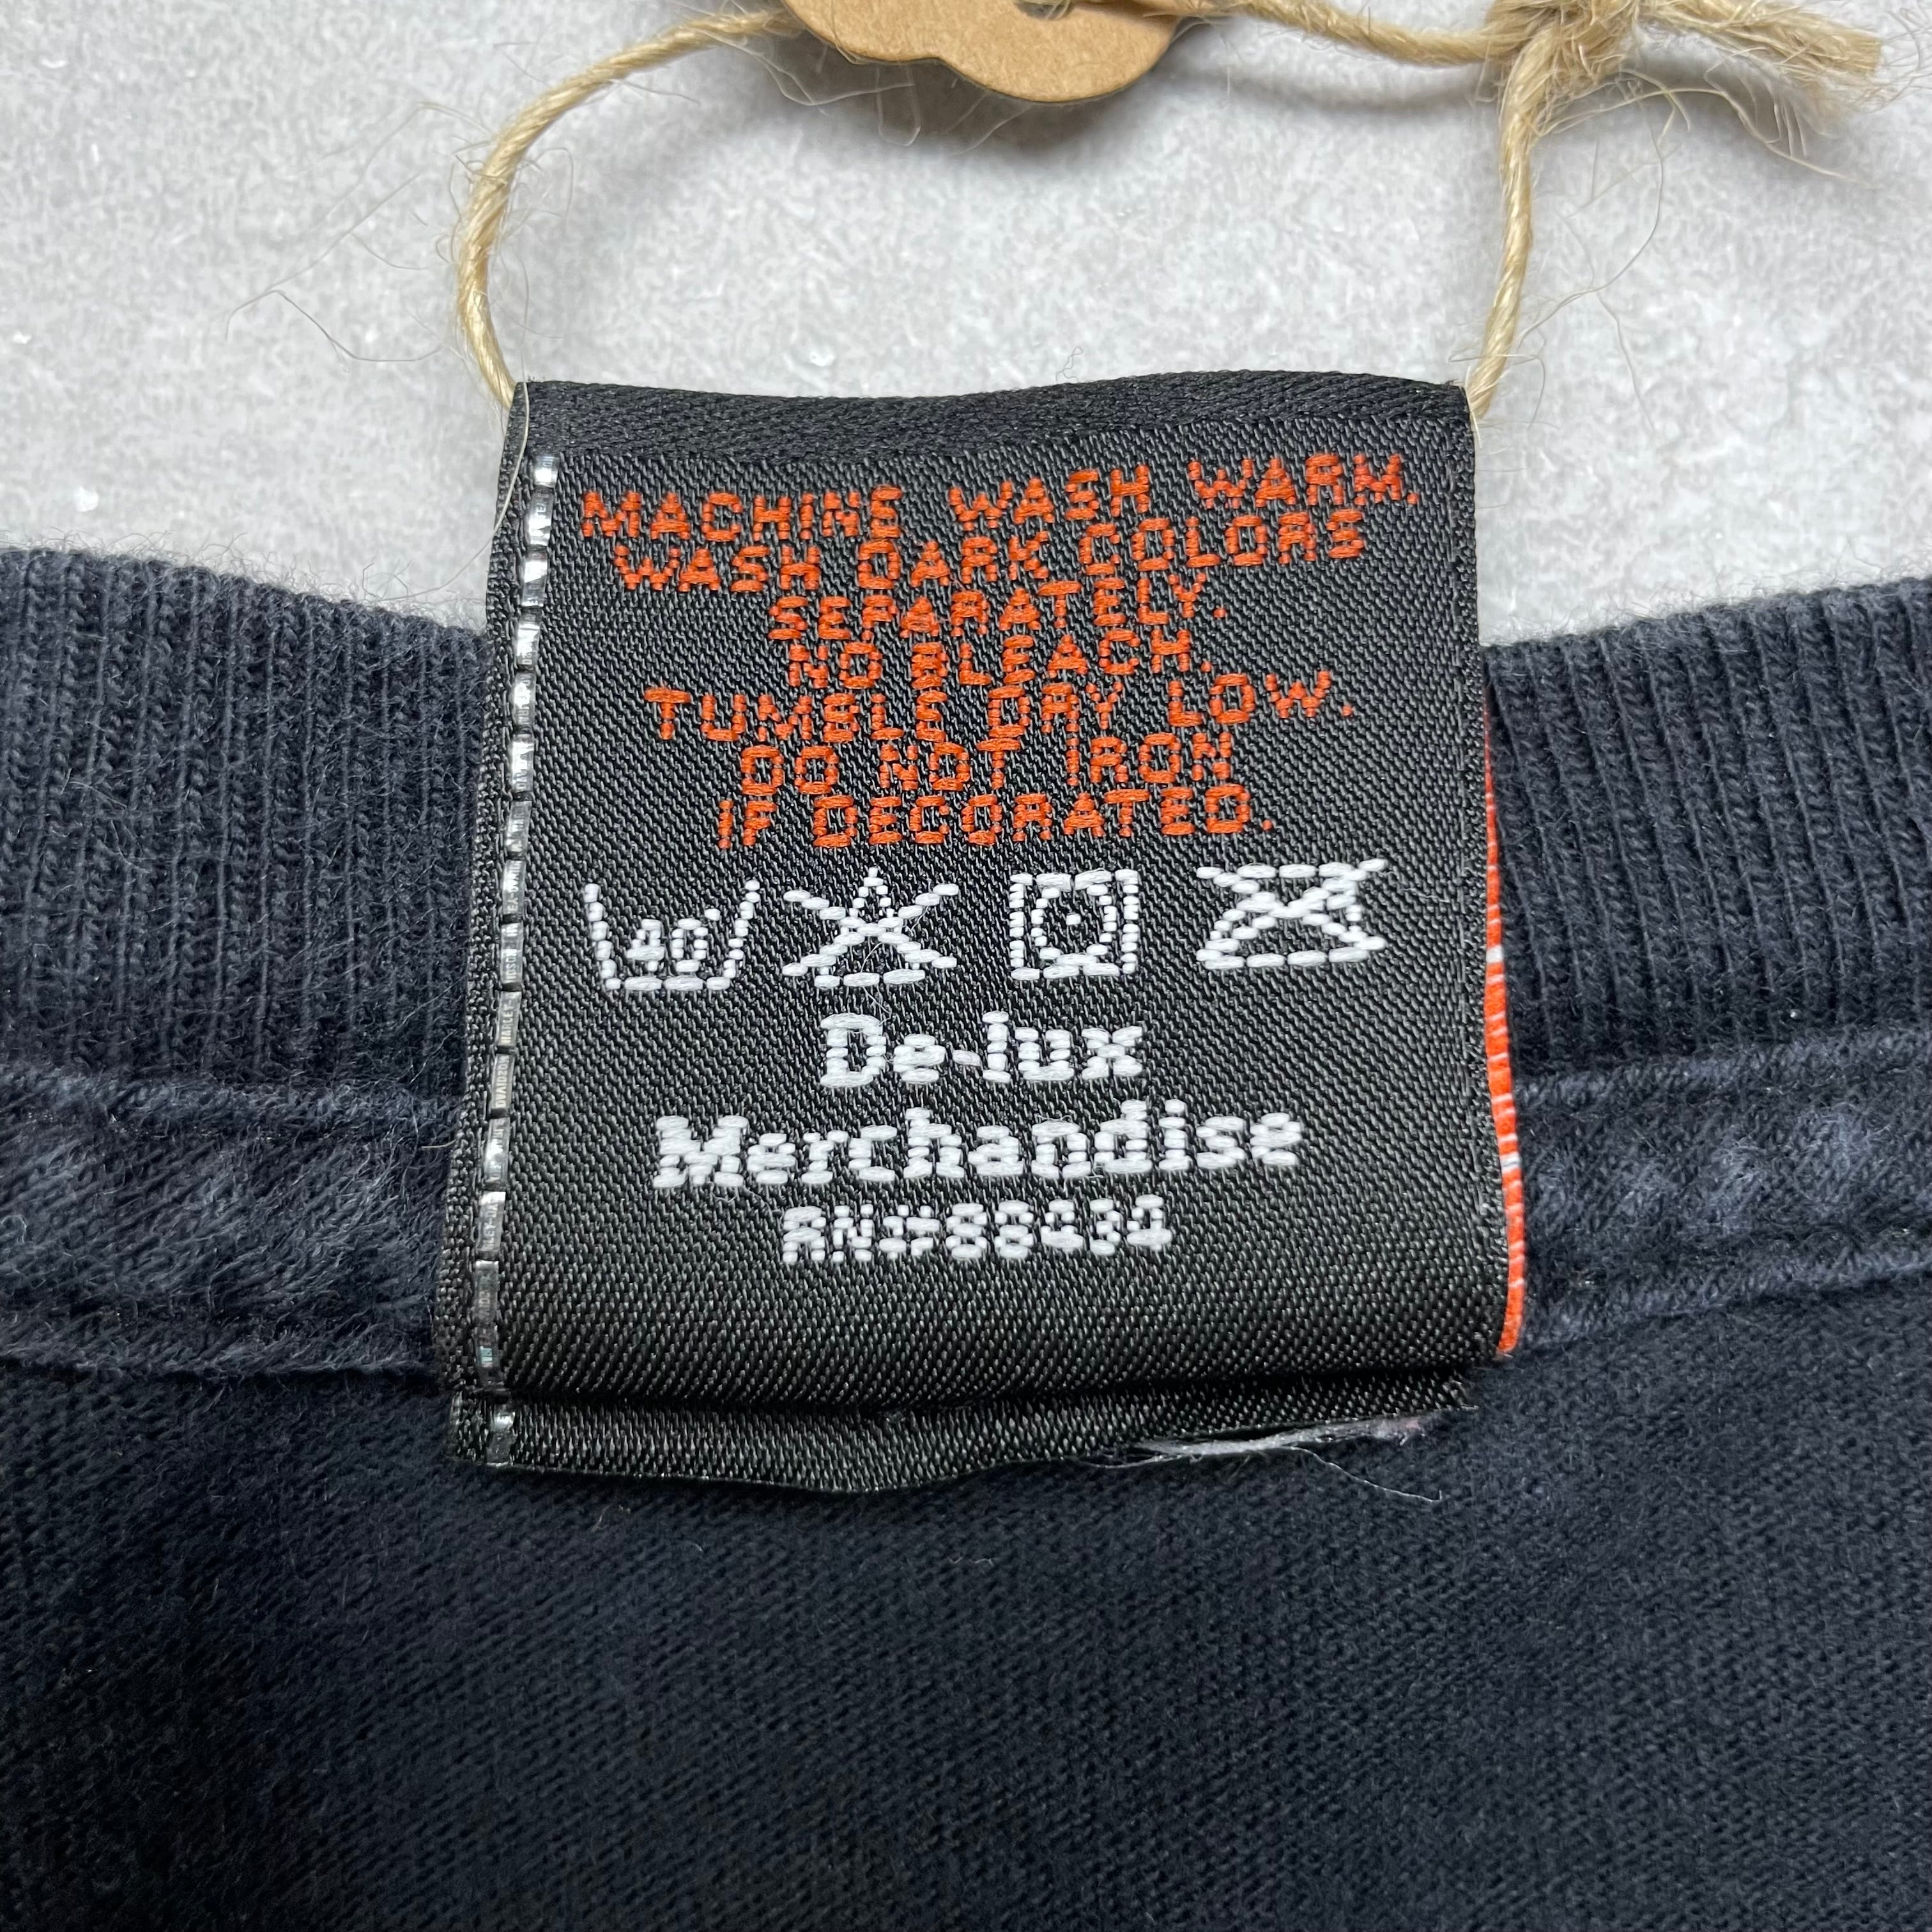 MACHINE WASH WARM.
WASH DARK COLORS
SEPARATELY.
NO BLEACH.
TUMBLE DRY LOW.
DO NOT IRON
IF DECORATED.
40°
De-lux
Merchandise
RN#88434